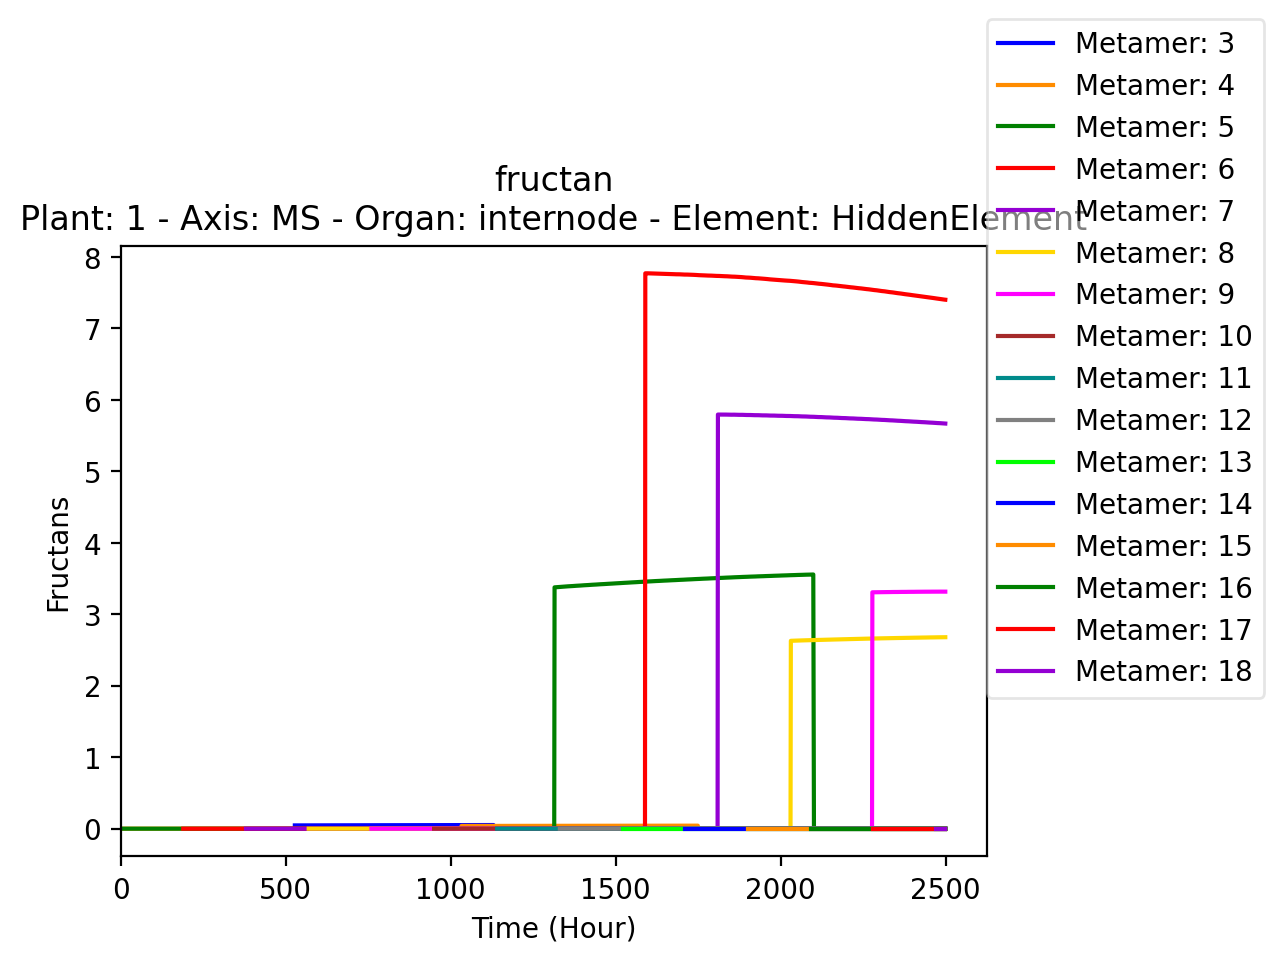 fructan
Plant: 1 - Axis: MS - Organ: internode - Element: HiddenElement
Metamer: 3
Metamer: 4
Metamer: 5
Metamer: 6
Metamer: 7
Metamer: 8
Metamer: 9
Metamer: 10
Metamer: 11
Metamer: 12
Metamer: 13
Metamer: 14
Metamer: 15
Metamer: 16
Metamer: 17
Metamer: 18
Fructans
8
7
6
5
4
3
2
1
0
0 500 1000 1500 2000 2500
Time (Hour)